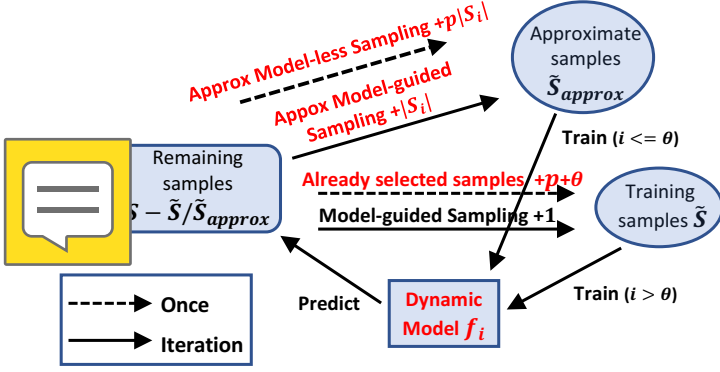 Approx Model-less Sampling +p|Sᵢ|
Appox Model-guided
Sampling +|Sᵢ|
Approximate
samples
S̃approx
Train (i <= θ)
Remaining
samples
S − S̃/S̃approx
Already selected samples +p+θ
Model-guided Sampling +1
Training
samples S̃
Train (i > θ)
Predict
Dynamic
Model fᵢ
Once
Iteration